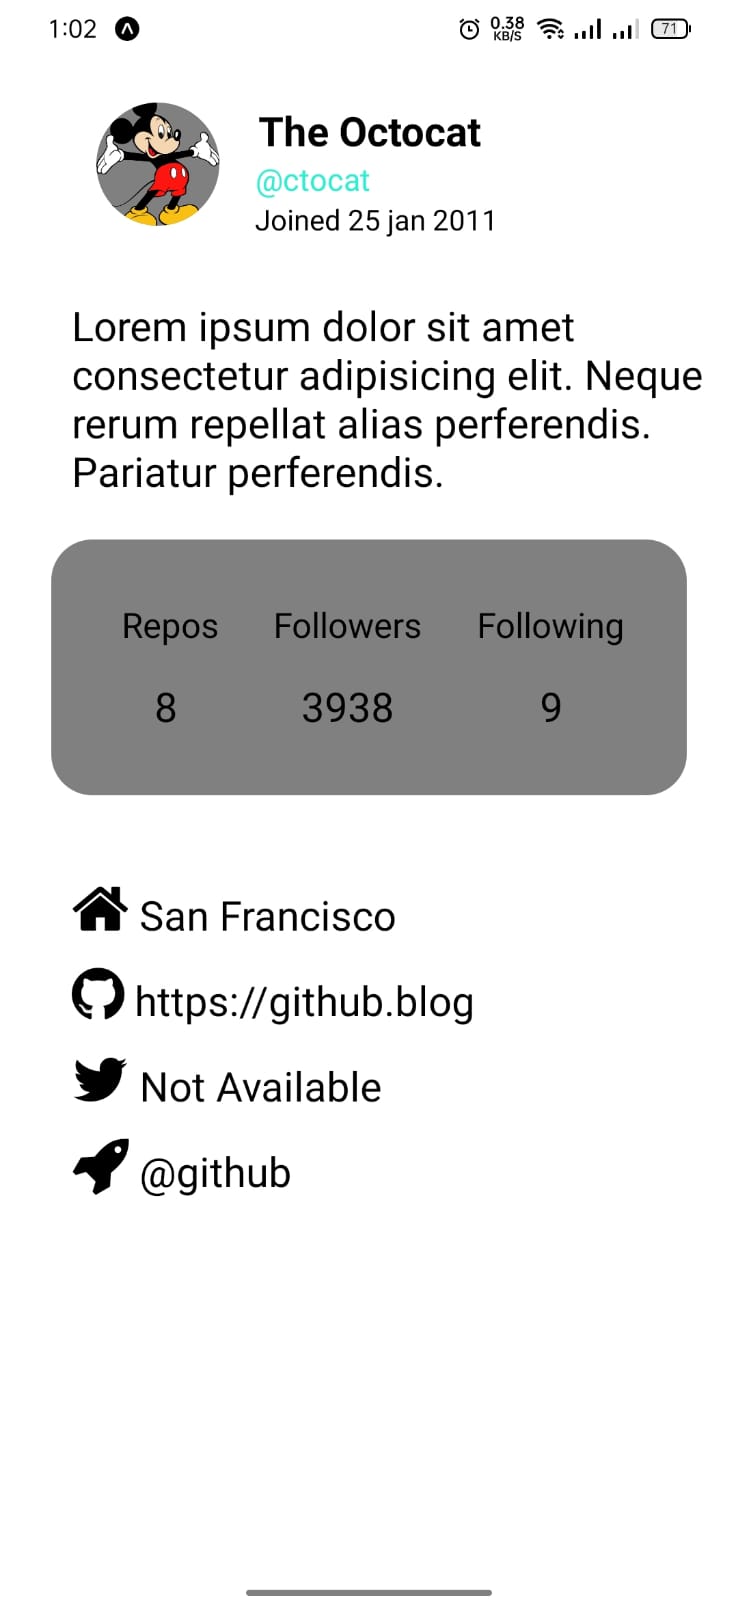 1:02
0.38
KB/S
71
The Octocat
@ctocat
Joined 25 jan 2011
Lorem ipsum dolor sit amet
consectetur adipisicing elit. Neque
rerum repellat alias perferendis.
Pariatur perferendis.
Repos Followers Following
8 3938 9
San Francisco
https://github.blog
Not Available
@github